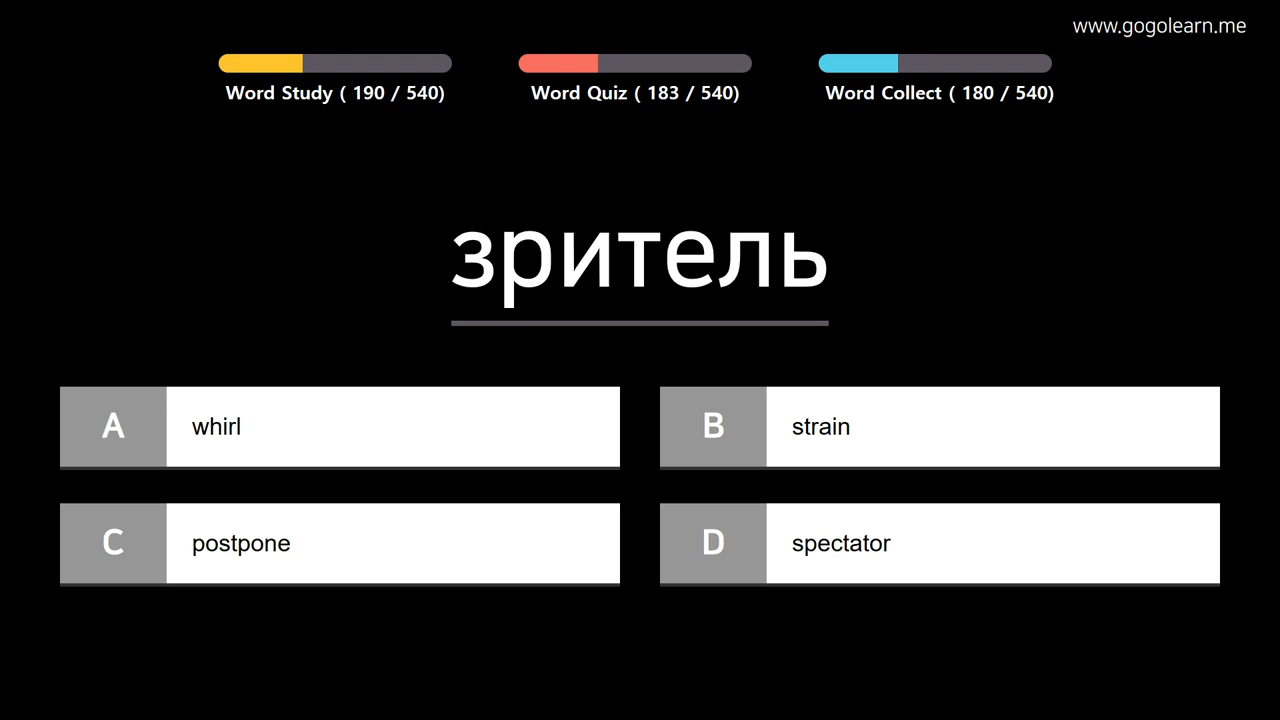 www.gogolearn.me
Word Study ( 190 / 540)
Word Quiz ( 183 / 540)
Word Collect ( 180 / 540)
зритель
A whirl
B strain
C postpone
D spectator